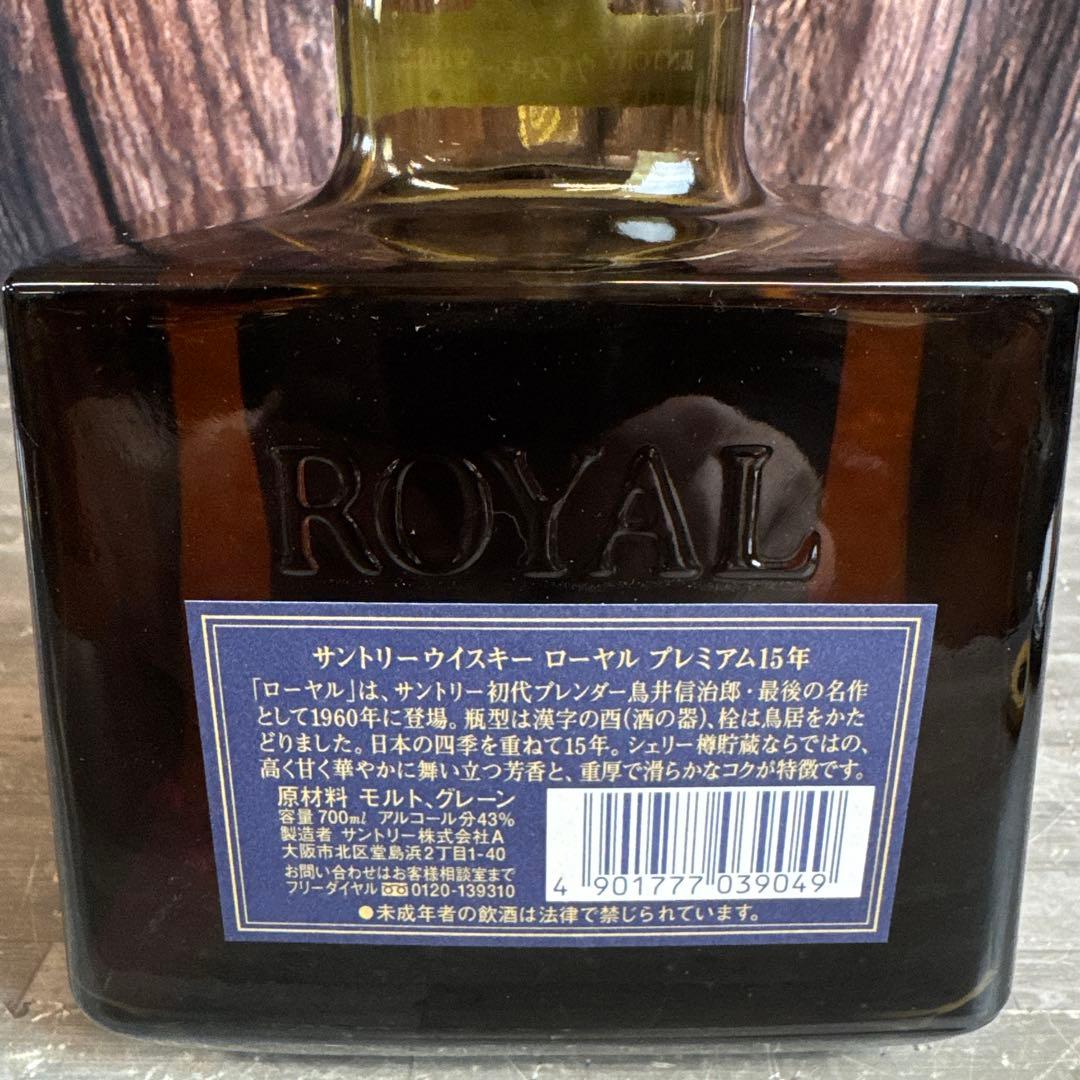 ROYAL
サントリーウイスキー ローヤル プレミアム15年
「ローヤル」は、サントリー初代ブレンダー鳥井信治郎・最後の名作
として1960年に登場。瓶型は漢字の酉(酒の器)、栓は鳥居をかた
どりました。日本の四季を重ねて15年。シェリー樽貯蔵ならではの、
高く甘く華やかに舞い立つ芳香と、重厚で滑らかなコクが特徴です。
原材料 モルト、グレーン
容量 700ml アルコール分43%
製造者 サントリー株式会社A
大阪市北区堂島浜2丁目1-40
お問い合わせはお客様相談室まで
フリーダイヤル 0120-139310
4 901777 039049
●未成年者の飲酒は法律で禁じられています。